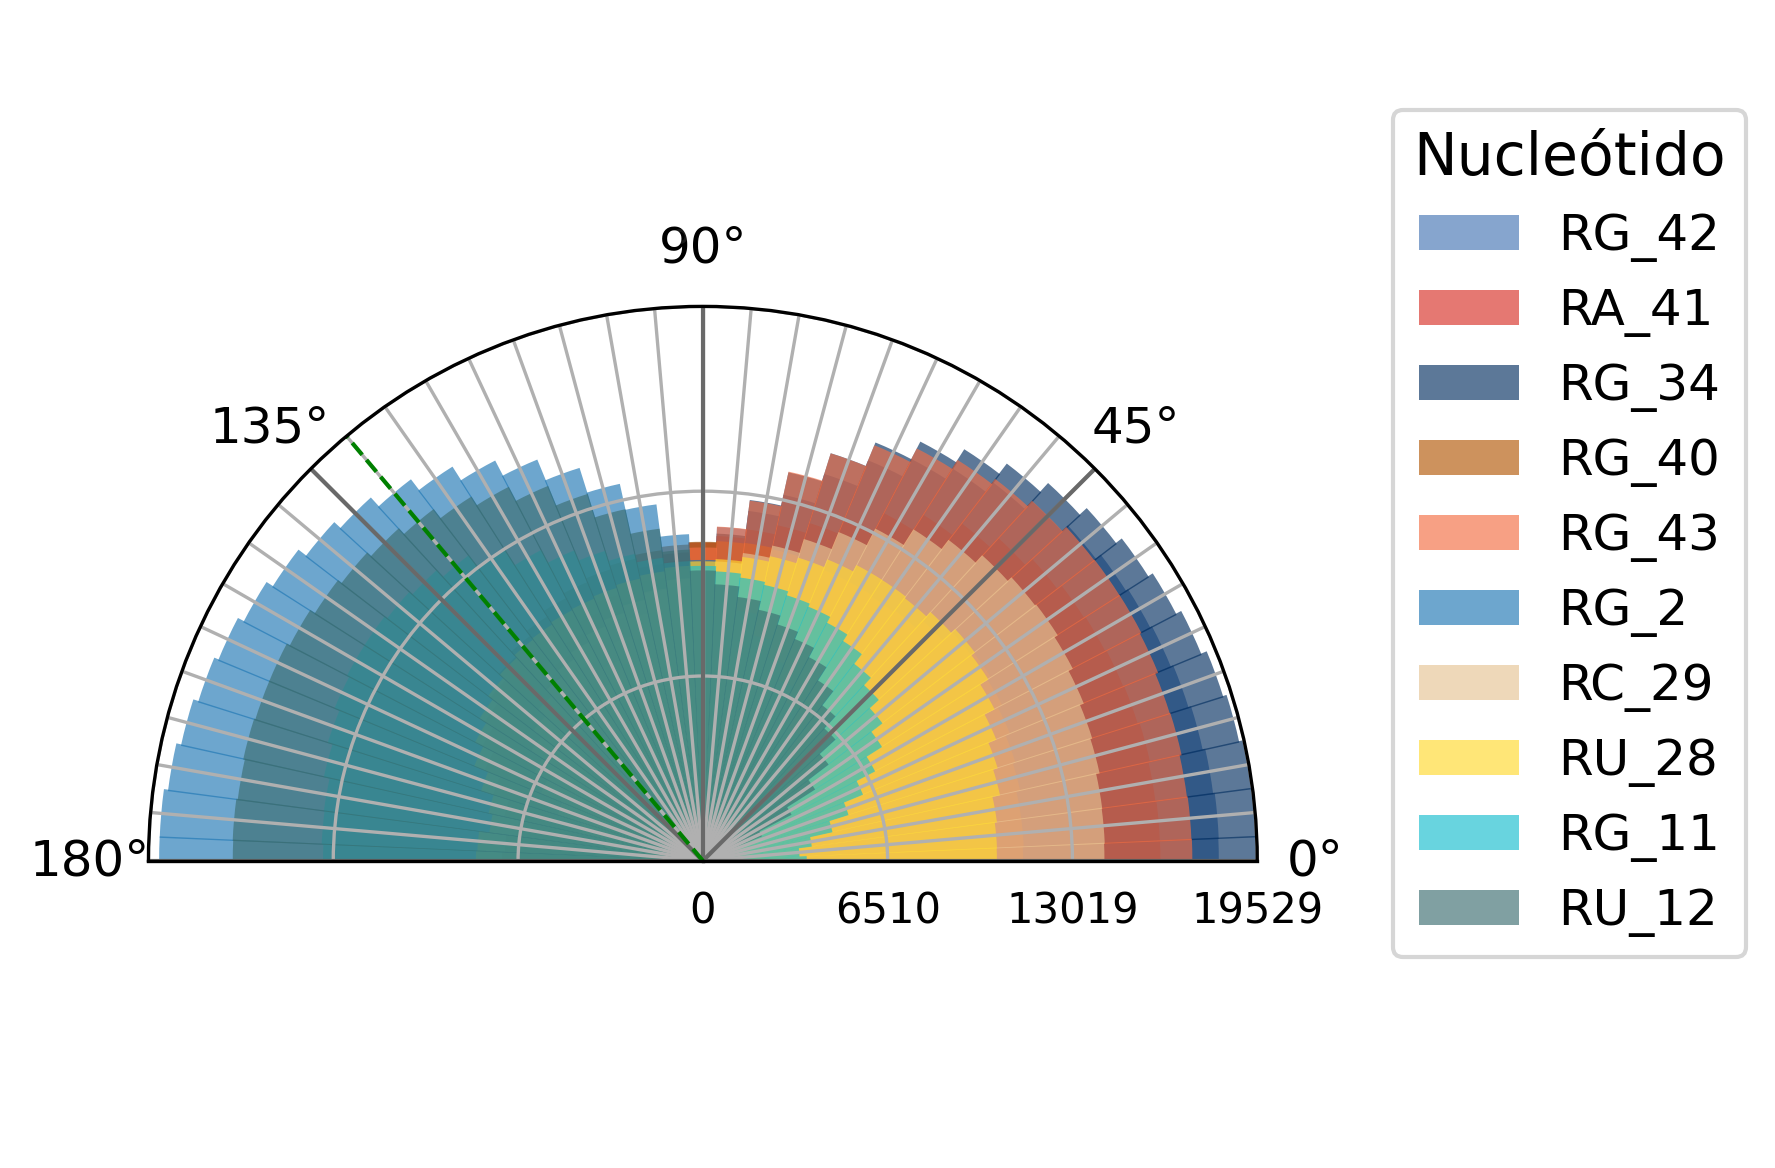 90°
135°
45°
180°
0°
0
6510
13019
19529
Nucleótido
RG_42
RA_41
RG_34
RG_40
RG_43
RG_2
RC_29
RU_28
RG_11
RU_12